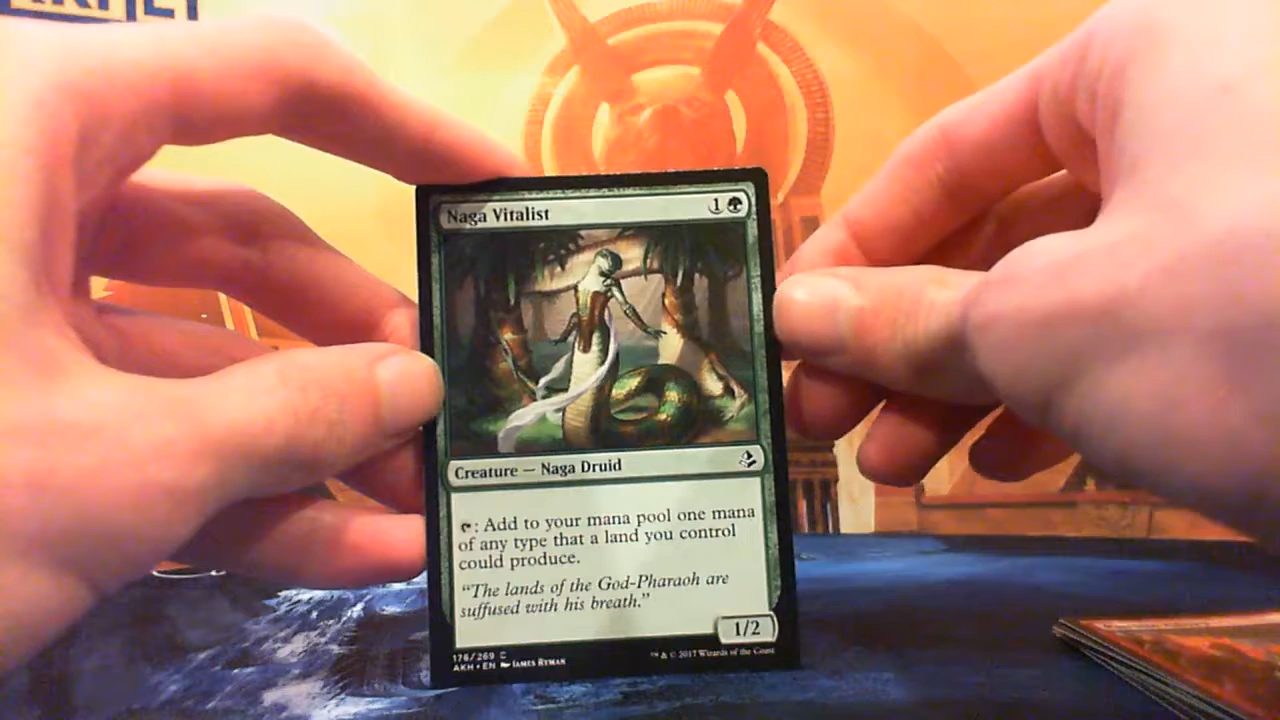 Naga Vitalist 1
Creature — Naga Druid
: Add to your mana pool one mana
of any type that a land you control
could produce.
"The lands of the God-Pharaoh are
suffused with his breath."
1/2
176/269 C
AKH • EN James Ryman
™ & © 2017 Wizards of the Coast